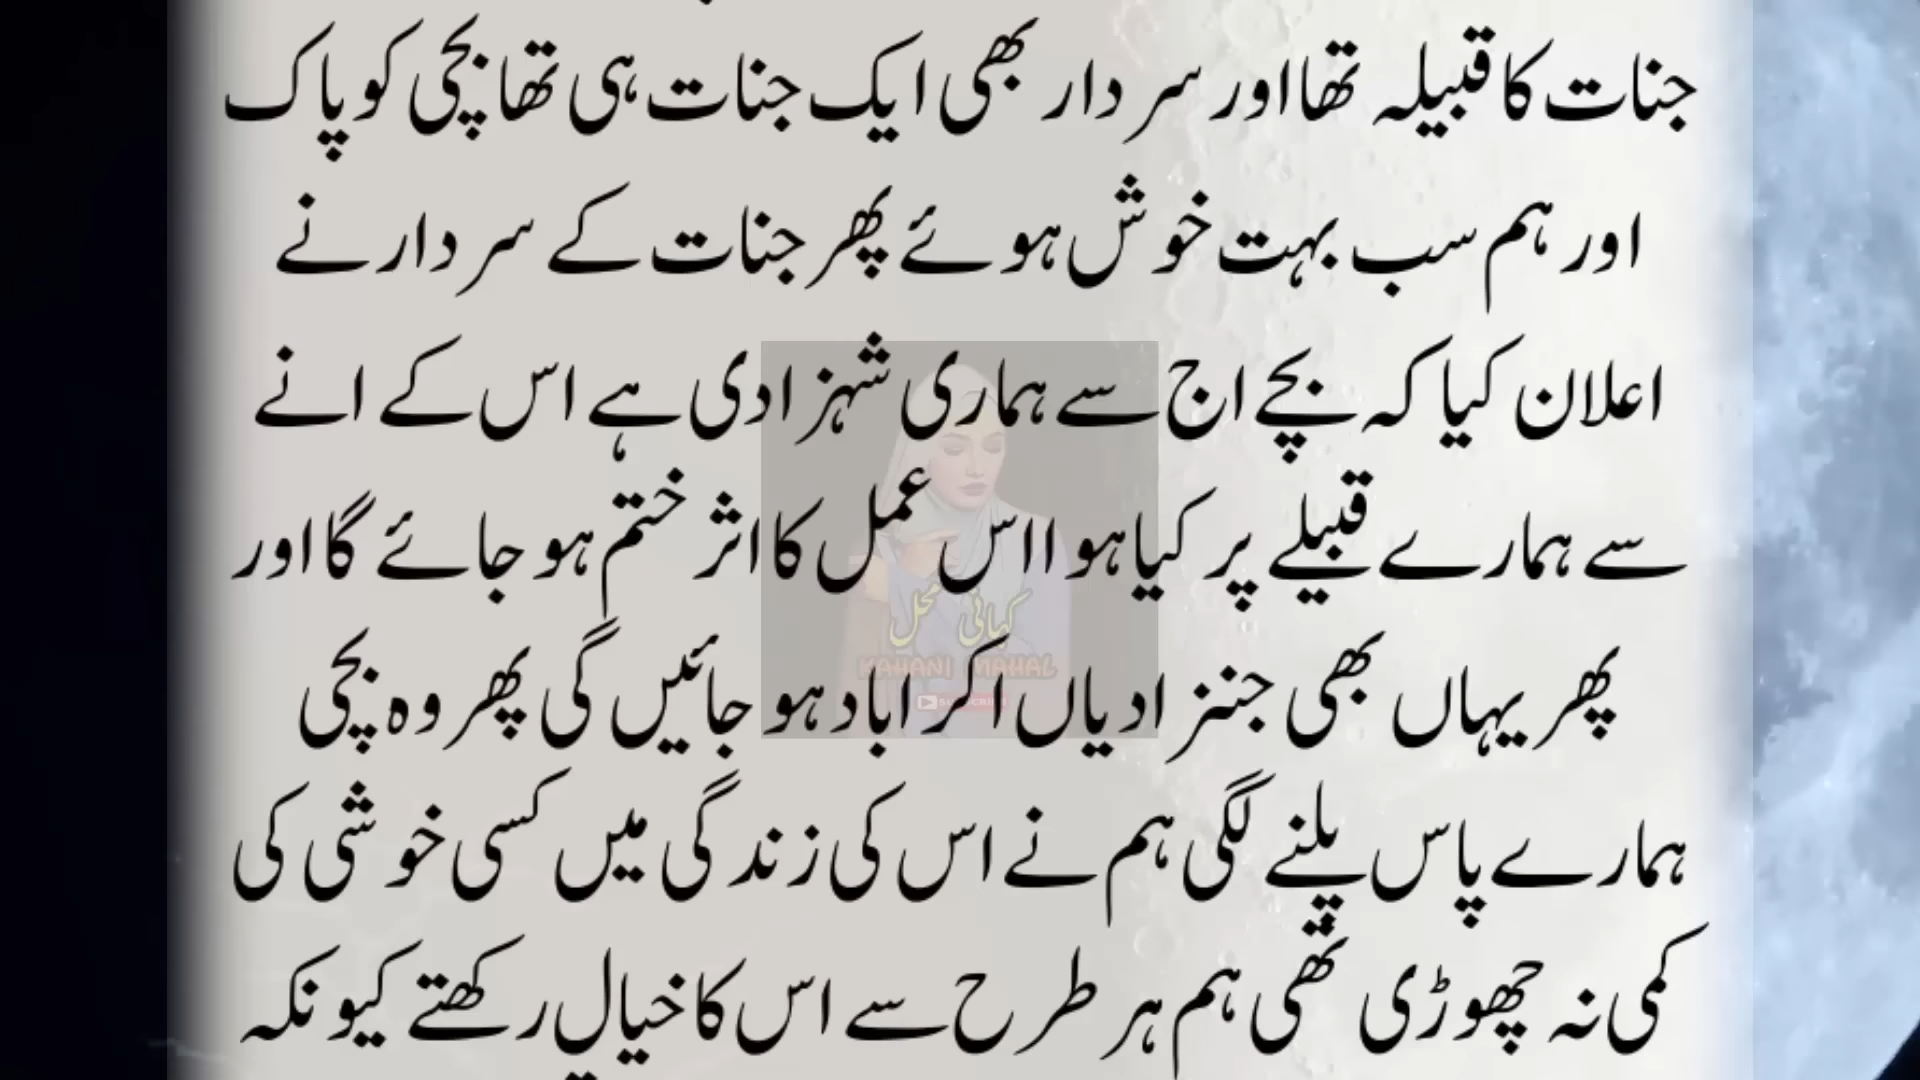 جنات کا قبیلہ تھا اور سردار بھی ایک جنات ہی تھا بچی کو پاک
اور ہم سب بہت خوش ہوئے پھر جنات کے سردار نے
اعلان کیا کہ بچے اج سے ہماری شہزادی ہے اس کے انے
سے ہمارے قبیلے پر کیا ہوا اس عمل کا اثر ختم ہو جائے گا اور
کہانی محل
پھر یہاں بھی جننزادیاں اکر اباد ہو جائیں گی پھر وہ بچی
KAHANI MAHAL
SUBSCRIBE
ہمارے پاس پلنے لگی ہم نے اس کی زندگی میں کسی خوشی کی
کمی نہ چھوڑی تھی ہم ہر طرح سے اس کا خیال رکھتے کیونکہ